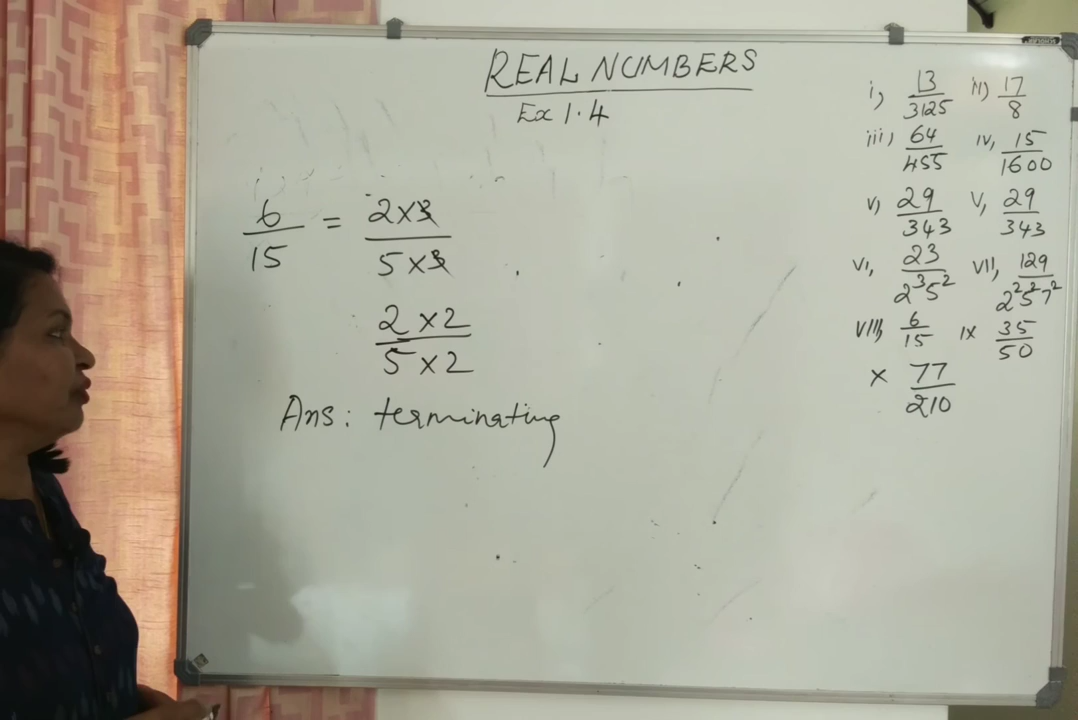 REAL NUMBERS
Ex 1.4
6/15 = 2×3/5×3
2×2/5×2
Ans: terminating
i, 13/3125 ii) 17/8
iii) 64/455 iv, 15/1600
v) 29/343 v, 29/343
vi, 23/2³5² vii, 129/2²5²7²
viii, 6/15 ix 35/50
x 77/210